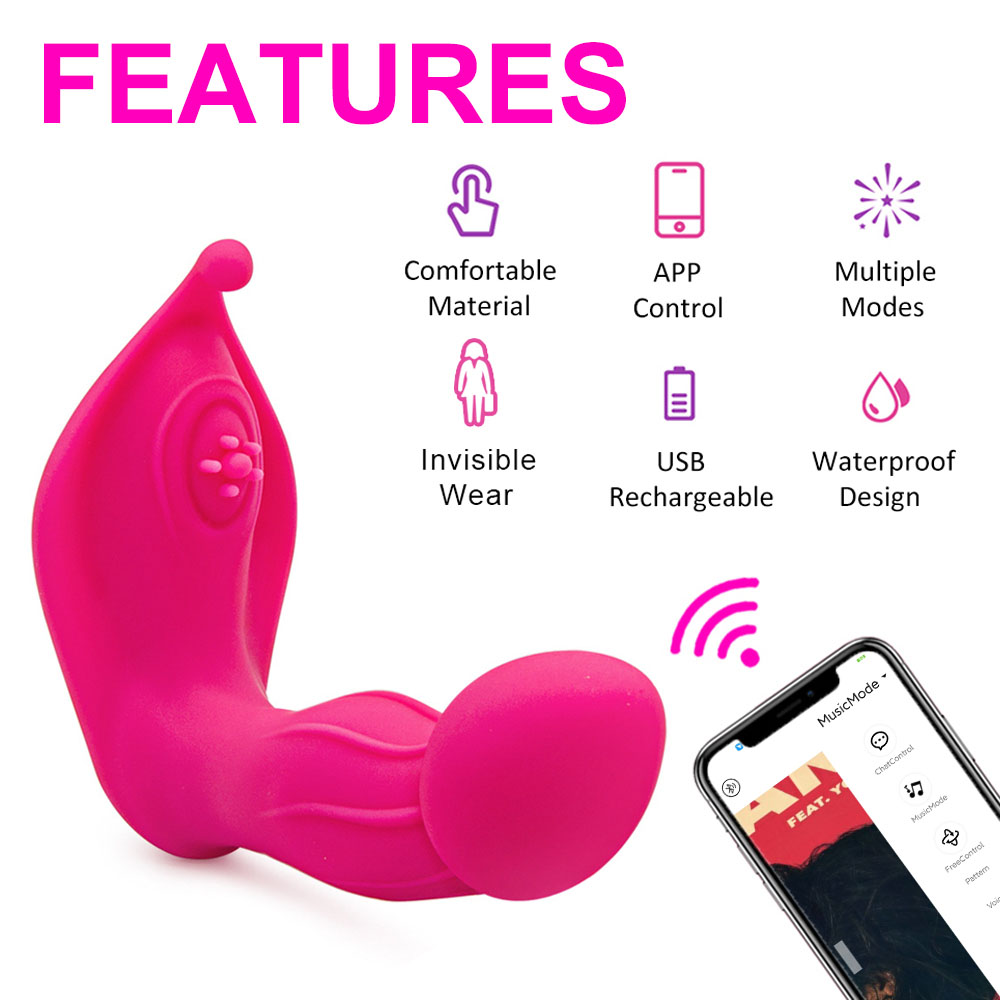 FEATURES
Comfortable
Material
APP
Control
Multiple
Modes
Invisible
Wear
USB
Rechargeable
Waterproof
Design
MusicMode
ChatControl
MusicMode
FreeControl
Pattern
FEAT. Y